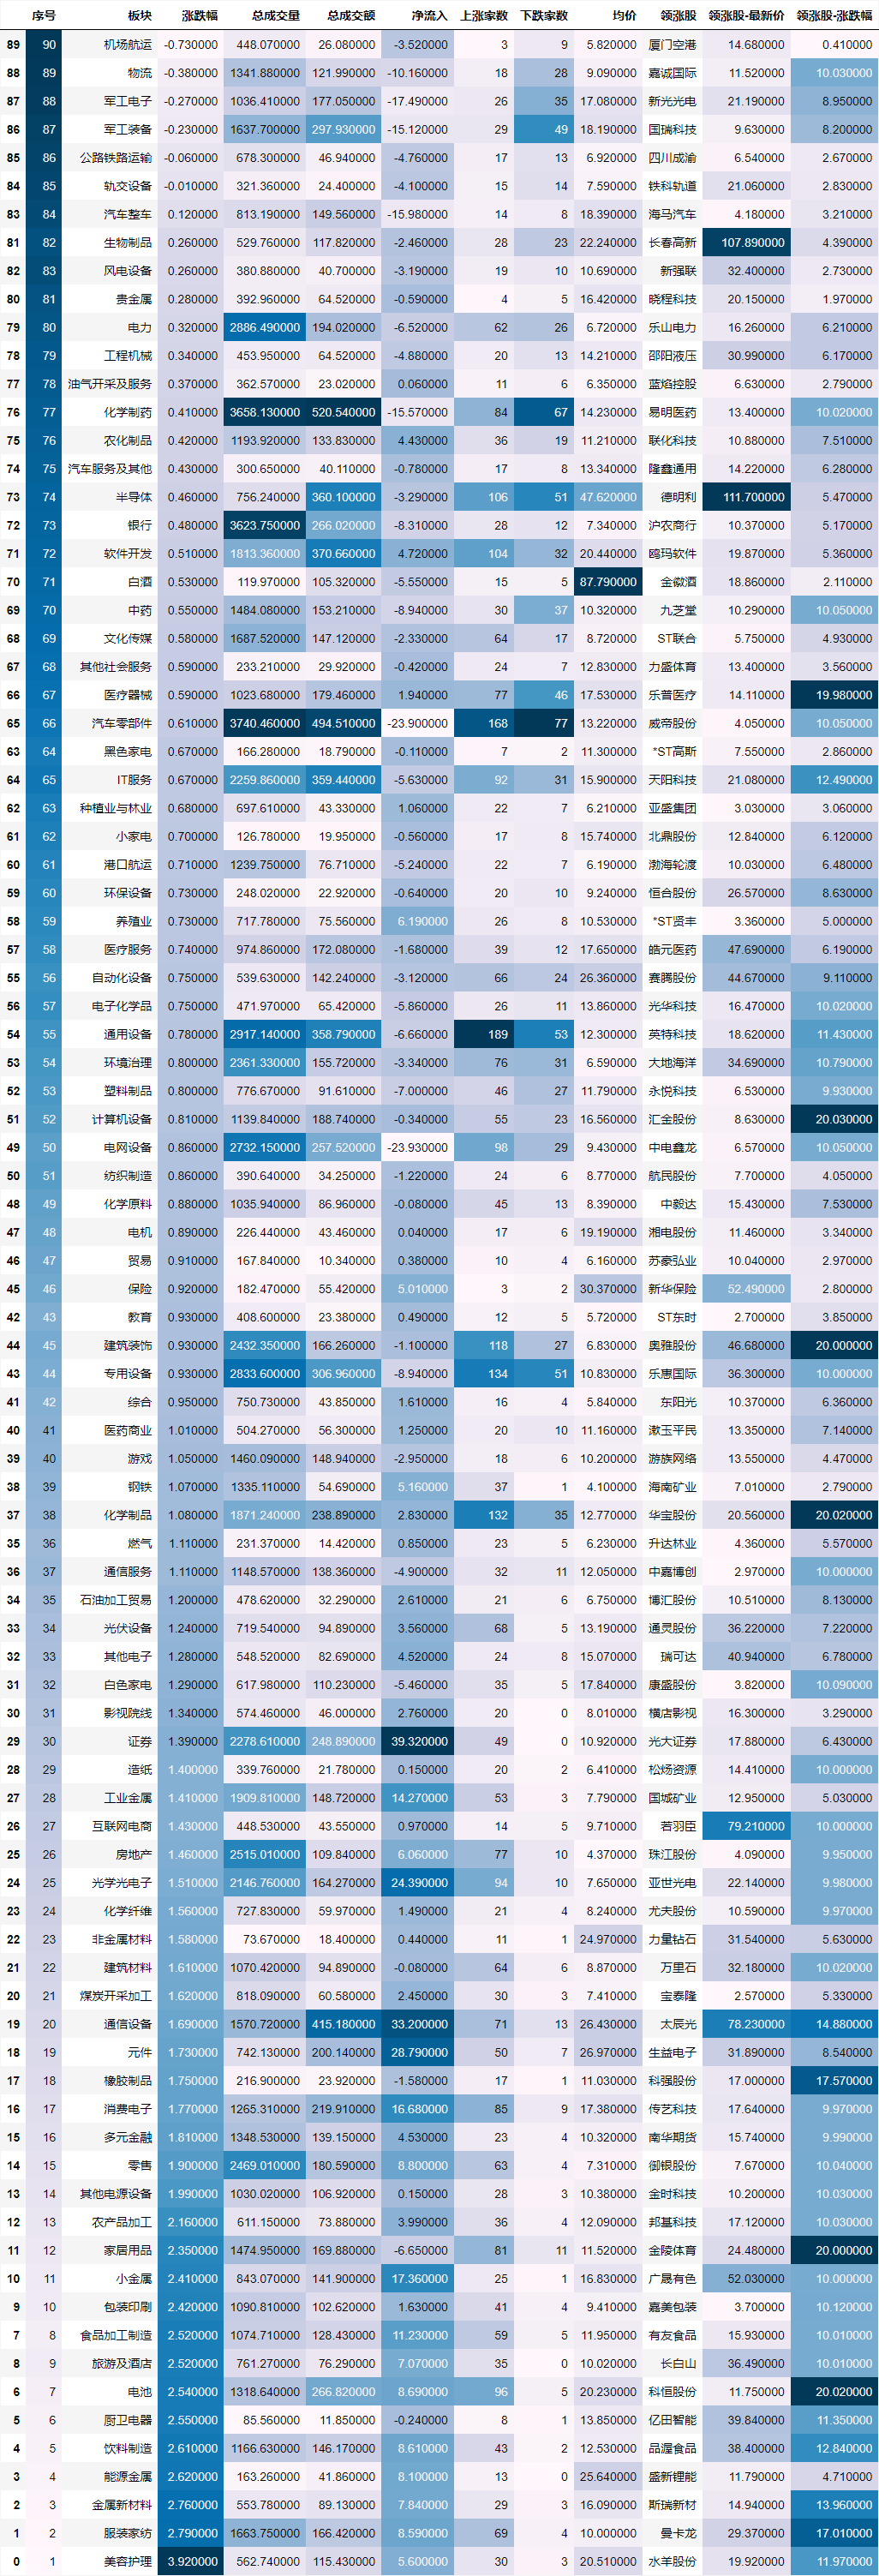 序号 板块 涨跌幅 总成交量 总成交额 净流入 上涨家数 下跌家数 均价 领涨股 领涨股-最新价 领涨股-涨跌幅
89 90 机场航运 -0.730000 448.070000 26.080000 -3.520000 3 9 5.820000 厦门空港 14.680000 0.410000
88 89 物流 -0.380000 1341.880000 121.990000 -10.160000 18 28 9.090000 嘉诚国际 11.520000 10.030000
87 88 军工电子 -0.270000 1036.410000 177.050000 -17.490000 26 35 17.080000 新光光电 21.190000 8.950000
86 87 军工装备 -0.230000 1637.700000 297.930000 -15.120000 29 49 18.190000 国瑞科技 9.630000 8.200000
85 86 公路铁路运输 -0.060000 678.300000 46.940000 -4.760000 17 13 6.920000 四川成渝 6.540000 2.670000
84 85 轨交设备 -0.010000 321.360000 24.400000 -4.100000 15 14 7.590000 铁科轨道 21.060000 2.830000
83 84 汽车整车 0.120000 813.190000 149.560000 -15.980000 14 8 18.390000 海马汽车 4.180000 3.210000
81 82 生物制品 0.260000 529.760000 117.820000 -2.460000 28 23 22.240000 长春高新 107.890000 4.390000
82 83 风电设备 0.260000 380.880000 40.700000 -3.190000 19 10 10.690000 新强联 32.400000 2.730000
80 81 贵金属 0.280000 392.960000 64.520000 -0.590000 4 5 16.420000 晓程科技 20.150000 1.970000
79 80 电力 0.320000 2886.490000 194.020000 -6.520000 62 26 6.720000 乐山电力 16.260000 6.210000
78 79 工程机械 0.340000 453.950000 64.520000 -4.880000 20 13 14.210000 邵阳液压 30.990000 6.170000
77 78 油气开采及服务 0.370000 362.570000 23.020000 0.060000 11 6 6.350000 蓝焰控股 6.630000 2.790000
76 77 化学制药 0.410000 3658.130000 520.540000 -15.570000 84 67 14.230000 易明医药 13.400000 10.020000
75 76 农化制品 0.420000 1193.920000 133.830000 4.430000 36 19 11.210000 联化科技 10.880000 7.510000
74 75 汽车服务及其他 0.430000 300.650000 40.110000 -0.780000 17 8 13.340000 隆鑫通用 14.220000 6.280000
73 74 半导体 0.460000 756.240000 360.100000 -3.290000 106 51 47.620000 德明利 111.700000 5.470000
72 73 银行 0.480000 3623.750000 266.020000 -8.310000 28 12 7.340000 沪农商行 10.370000 5.170000
71 72 软件开发 0.510000 1813.360000 370.660000 4.720000 104 32 20.440000 鸥玛软件 19.870000 5.360000
70 71 白酒 0.530000 119.970000 105.320000 -5.550000 15 5 87.790000 金徽酒 18.860000 2.110000
69 70 中药 0.550000 1484.080000 153.210000 -8.940000 30 37 10.320000 九芝堂 10.290000 10.050000
68 69 文化传媒 0.580000 1687.520000 147.120000 -2.330000 64 17 8.720000 ST联合 5.750000 4.930000
67 68 其他社会服务 0.590000 233.210000 29.920000 -0.420000 24 7 12.830000 力盛体育 13.400000 3.560000
66 67 医疗器械 0.590000 1023.680000 179.460000 1.940000 77 46 17.530000 乐普医疗 14.110000 19.980000
65 66 汽车零部件 0.610000 3740.460000 494.510000 -23.900000 168 77 13.220000 威帝股份 4.050000 10.050000
63 64 黑色家电 0.670000 166.280000 18.790000 -0.110000 7 2 11.300000 *ST高斯 7.550000 2.860000
64 65 IT服务 0.670000 2259.860000 359.440000 -5.630000 92 31 15.900000 天阳科技 21.080000 12.490000
62 63 种植业与林业 0.680000 697.610000 43.330000 1.060000 22 7 6.210000 亚盛集团 3.030000 3.060000
61 62 小家电 0.700000 126.780000 19.950000 -0.560000 17 8 15.740000 北鼎股份 12.840000 6.120000
60 61 港口航运 0.710000 1239.750000 76.710000 -5.240000 22 7 6.190000 渤海轮渡 10.030000 6.480000
59 60 环保设备 0.730000 248.020000 22.920000 -0.640000 20 10 9.240000 恒合股份 26.570000 8.630000
58 59 养殖业 0.730000 717.780000 75.560000 6.190000 26 8 10.530000 *ST贤丰 3.360000 5.000000
57 58 医疗服务 0.740000 974.860000 172.080000 -1.680000 39 12 17.650000 皓元医药 47.690000 6.190000
55 56 自动化设备 0.750000 539.630000 142.240000 -3.120000 66 24 26.360000 赛腾股份 44.670000 9.110000
56 57 电子化学品 0.750000 471.970000 65.420000 -5.860000 26 11 13.860000 光华科技 16.470000 10.020000
54 55 通用设备 0.780000 2917.140000 358.790000 -6.660000 189 53 12.300000 英特科技 18.620000 11.430000
53 54 环境治理 0.800000 2361.330000 155.720000 -3.340000 76 31 6.590000 大地海洋 34.690000 10.790000
52 53 塑料制品 0.800000 776.670000 91.610000 -7.000000 46 27 11.790000 永悦科技 6.530000 9.930000
51 52 计算机设备 0.810000 1139.840000 188.740000 -0.340000 55 23 16.560000 汇金股份 8.630000 20.030000
49 50 电网设备 0.860000 2732.150000 257.520000 -23.930000 98 29 9.430000 中电鑫龙 6.570000 10.050000
50 51 纺织制造 0.860000 390.640000 34.250000 -1.220000 24 6 8.770000 航民股份 7.700000 4.050000
48 49 化学原料 0.880000 1035.940000 86.960000 -0.080000 45 13 8.390000 中毅达 15.430000 7.530000
47 48 电机 0.890000 226.440000 43.460000 0.040000 17 6 19.190000 湘电股份 11.460000 3.340000
46 47 贸易 0.910000 167.840000 10.340000 0.380000 10 4 6.160000 苏豪弘业 10.040000 2.970000
45 46 保险 0.920000 182.470000 55.420000 5.010000 3 2 30.370000 新华保险 52.490000 2.800000
42 43 教育 0.930000 408.600000 23.380000 0.490000 12 5 5.720000 ST东时 2.700000 3.850000
44 45 建筑装饰 0.930000 2432.350000 166.260000 -1.100000 118 27 6.830000 奥雅股份 46.680000 20.000000
43 44 专用设备 0.930000 2833.600000 306.960000 -8.940000 134 51 10.830000 乐惠国际 36.300000 10.000000
41 42 综合 0.950000 750.730000 43.850000 1.610000 16 4 5.840000 东阳光 10.370000 6.360000
40 41 医药商业 1.010000 504.270000 56.300000 1.250000 20 10 11.160000 漱玉平民 13.350000 7.140000
39 40 游戏 1.050000 1460.090000 148.940000 -2.950000 18 6 10.200000 游族网络 13.550000 4.470000
38 39 钢铁 1.070000 1335.110000 54.690000 5.160000 37 1 4.100000 海南矿业 7.010000 2.790000
37 38 化学制品 1.080000 1871.240000 238.890000 2.830000 132 35 12.770000 华宝股份 20.560000 20.020000
35 36 燃气 1.110000 231.370000 14.420000 0.850000 23 5 6.230000 升达林业 4.360000 5.570000
36 37 通信服务 1.110000 1148.570000 138.360000 -4.900000 32 11 12.050000 中嘉博创 2.970000 10.000000
34 35 石油加工贸易 1.200000 478.620000 32.290000 2.610000 21 6 6.750000 博汇股份 10.510000 8.130000
33 34 光伏设备 1.240000 719.540000 94.890000 3.560000 68 5 13.190000 通灵股份 36.220000 7.220000
32 33 其他电子 1.280000 548.520000 82.690000 4.520000 24 8 15.070000 瑞可达 40.940000 6.780000
31 32 白色家电 1.290000 617.980000 110.230000 -5.460000 35 5 17.840000 康盛股份 3.820000 10.090000
30 31 影视院线 1.340000 574.460000 46.000000 2.760000 20 0 8.010000 横店影视 16.300000 3.290000
29 30 证券 1.390000 2278.610000 248.890000 39.320000 49 0 10.920000 光大证券 17.880000 6.430000
28 29 造纸 1.400000 339.760000 21.780000 0.150000 20 2 6.410000 松炀资源 14.410000 10.000000
27 28 工业金属 1.410000 1909.810000 148.720000 14.270000 53 3 7.790000 国城矿业 12.950000 5.030000
26 27 互联网电商 1.430000 448.530000 43.550000 0.970000 14 5 9.710000 若羽臣 79.210000 10.000000
25 26 房地产 1.460000 2515.010000 109.840000 6.060000 77 10 4.370000 珠江股份 4.090000 9.950000
24 25 光学光电子 1.510000 2146.760000 164.270000 24.390000 94 10 7.650000 亚世光电 22.140000 9.980000
23 24 化学纤维 1.560000 727.830000 59.970000 1.490000 21 4 8.240000 尤夫股份 10.590000 9.970000
22 23 非金属材料 1.580000 73.670000 18.400000 0.440000 11 1 24.970000 力量钻石 31.540000 5.630000
21 22 建筑材料 1.610000 1070.420000 94.890000 -0.080000 64 6 8.870000 万里石 32.180000 10.020000
20 21 煤炭开采加工 1.620000 818.090000 60.580000 2.450000 30 3 7.410000 宝泰隆 2.570000 5.330000
19 20 通信设备 1.690000 1570.720000 415.180000 33.200000 71 13 26.430000 太辰光 78.230000 14.880000
18 19 元件 1.730000 742.130000 200.140000 28.790000 50 7 26.970000 生益电子 31.890000 8.540000
17 18 橡胶制品 1.750000 216.900000 23.920000 -1.580000 17 1 11.030000 科强股份 17.000000 17.570000
16 17 消费电子 1.770000 1265.310000 219.910000 16.680000 85 9 17.380000 传艺科技 17.640000 9.970000
15 16 多元金融 1.810000 1348.530000 139.150000 4.530000 23 4 10.320000 南华期货 15.740000 9.990000
14 15 零售 1.900000 2469.010000 180.590000 8.800000 63 4 7.310000 御银股份 7.670000 10.040000
13 14 其他电源设备 1.990000 1030.020000 106.920000 0.150000 28 3 10.380000 金时科技 10.200000 10.030000
12 13 农产品加工 2.160000 611.150000 73.880000 3.990000 36 4 12.090000 邦基科技 17.120000 10.030000
11 12 家居用品 2.350000 1474.950000 169.880000 -6.650000 81 11 11.520000 金陵体育 24.480000 20.000000
10 11 小金属 2.410000 843.070000 141.900000 17.360000 25 1 16.830000 广晟有色 52.030000 10.000000
9 10 包装印刷 2.420000 1090.810000 102.620000 1.630000 41 4 9.410000 嘉美包装 3.700000 10.120000
7 8 食品加工制造 2.520000 1074.710000 128.430000 11.230000 59 5 11.950000 有友食品 15.930000 10.010000
8 9 旅游及酒店 2.520000 761.270000 76.290000 7.070000 35 0 10.020000 长白山 36.490000 10.010000
6 7 电池 2.540000 1318.640000 266.820000 8.690000 96 5 20.230000 科恒股份 11.750000 20.020000
5 6 厨卫电器 2.550000 85.560000 11.850000 -0.240000 8 1 13.850000 亿田智能 39.840000 11.350000
4 5 饮料制造 2.610000 1166.630000 146.170000 8.610000 43 2 12.530000 品渥食品 38.400000 12.840000
3 4 能源金属 2.620000 163.260000 41.860000 8.100000 13 0 25.640000 盛新锂能 11.790000 4.710000
2 3 金属新材料 2.760000 553.780000 89.130000 7.840000 29 3 16.090000 斯瑞新材 14.940000 13.960000
1 2 服装家纺 2.790000 1663.750000 166.420000 8.590000 69 4 10.000000 曼卡龙 29.370000 17.010000
0 1 美容护理 3.920000 562.740000 115.430000 5.600000 30 3 20.510000 水羊股份 19.920000 11.970000